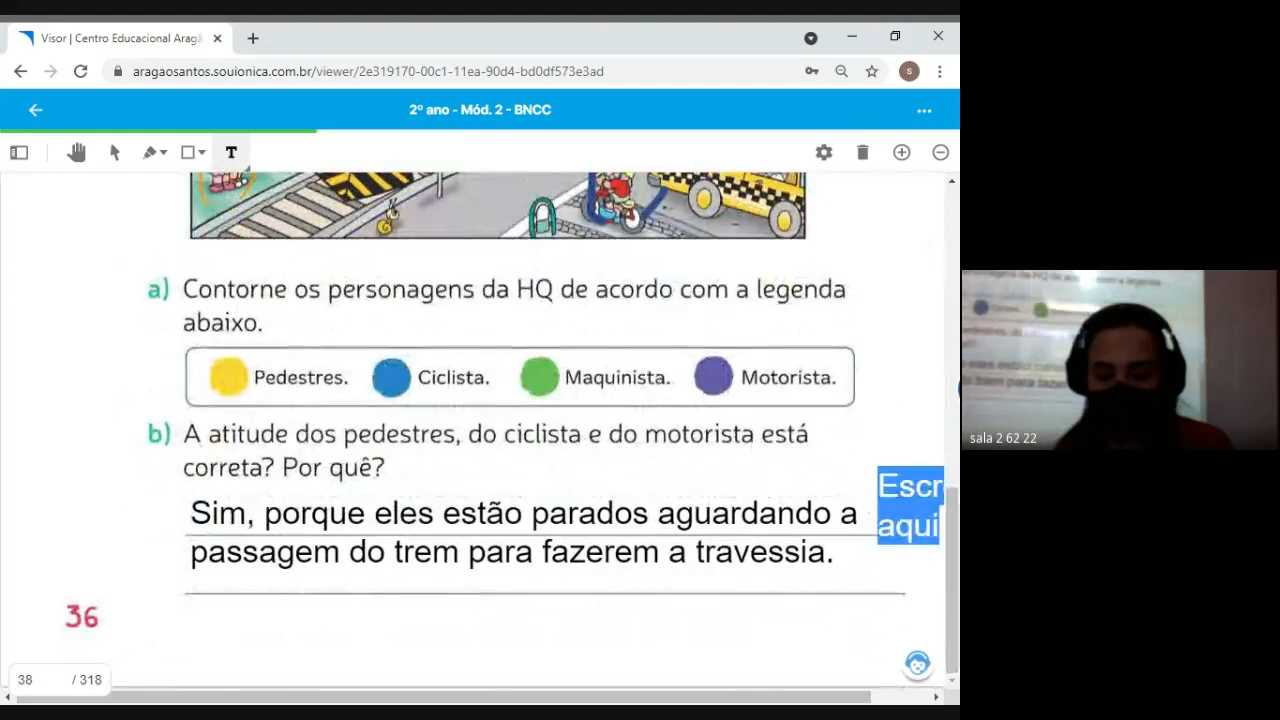 Visor | Centro Educacional Aragã
aragaosantos.souionica.com.br/viewer/2e319170-00c1-11ea-90d4-bd0df573e3ad
S
2º ano - Mód. 2 - BNCC
T
a) Contorne os personagens da HQ de acordo com a legenda
abaixo.
Pedestres. Ciclista. Maquinista. Motorista.
b) A atitude dos pedestres, do ciclista e do motorista está
correta? Por quê?
Sim, porque eles estão parados aguardando a
passagem do trem para fazerem a travessia.
Escr
aqui
36
38 / 318
sala 2 62 22